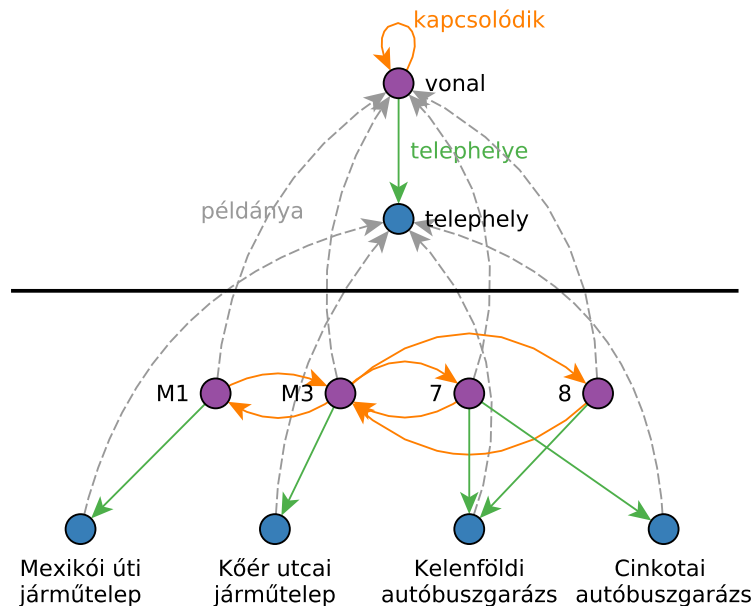 kapcsolódik
vonal
telephelye
példánya
telephely
M1
M3
7
8
Mexikói úti
járműtelep
Kőér utcai
járműtelep
Kelenföldi
autóbuszgarázs
Cinkotai
autóbuszgarázs